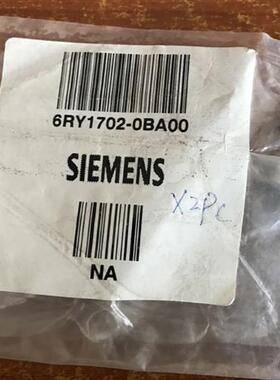 6RY1702-0BA00
SIEMENS
X2PC
NA